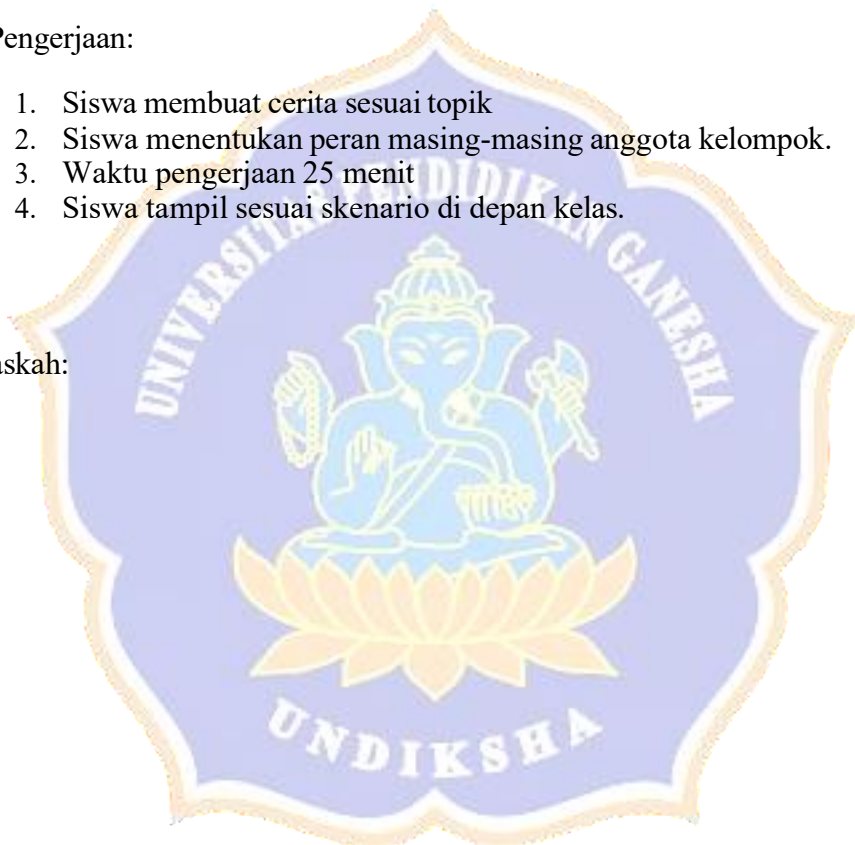 Pengerjaan:
1. Siswa membuat cerita sesuai topik
2. Siswa menentukan peran masing-masing anggota kelompok.
3. Waktu pengerjaan 25 menit
4. Siswa tampil sesuai skenario di depan kelas.
UNIVERSITAS PENDIDIKAN GANESHA
askah:
UNDIKSHA